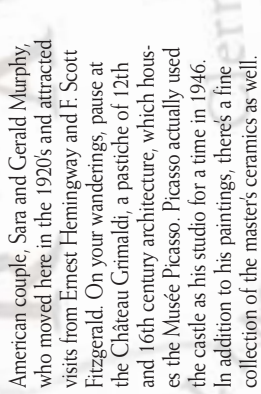 American couple, Sara and Gerald Murphy,
who moved here in the 1920's and attracted
visits from Ernest Hemingway and F. Scott
Fitzgerald. On your wanderings, pause at
the Château Grimaldi, a pastiche of 12th
and 16th century architecture, which hous-
es the Musée Picasso. Picasso actually used
the castle as his studio for a time in 1946.
In addition to his paintings, there's a fine
collection of the master's ceramics as well.